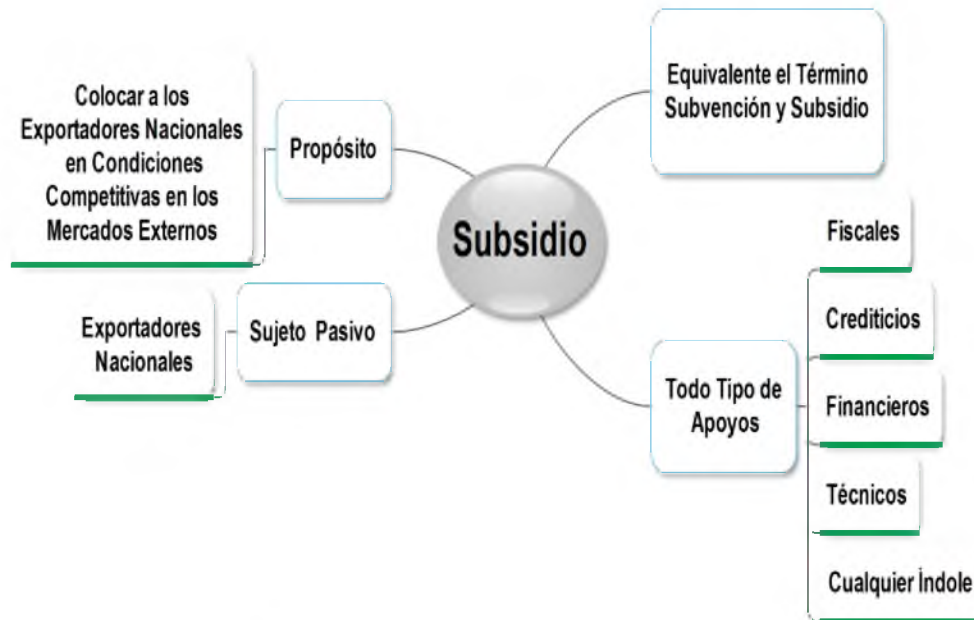 Subsidio
Propósito
Colocar a los
Exportadores Nacionales
en Condiciones
Competitivas en los
Mercados Externos
Sujeto Pasivo
Exportadores
Nacionales
Equivalente el Término
Subvención y Subsidio
Todo Tipo de
Apoyos
Fiscales
Crediticios
Financieros
Técnicos
Cualquier Índole